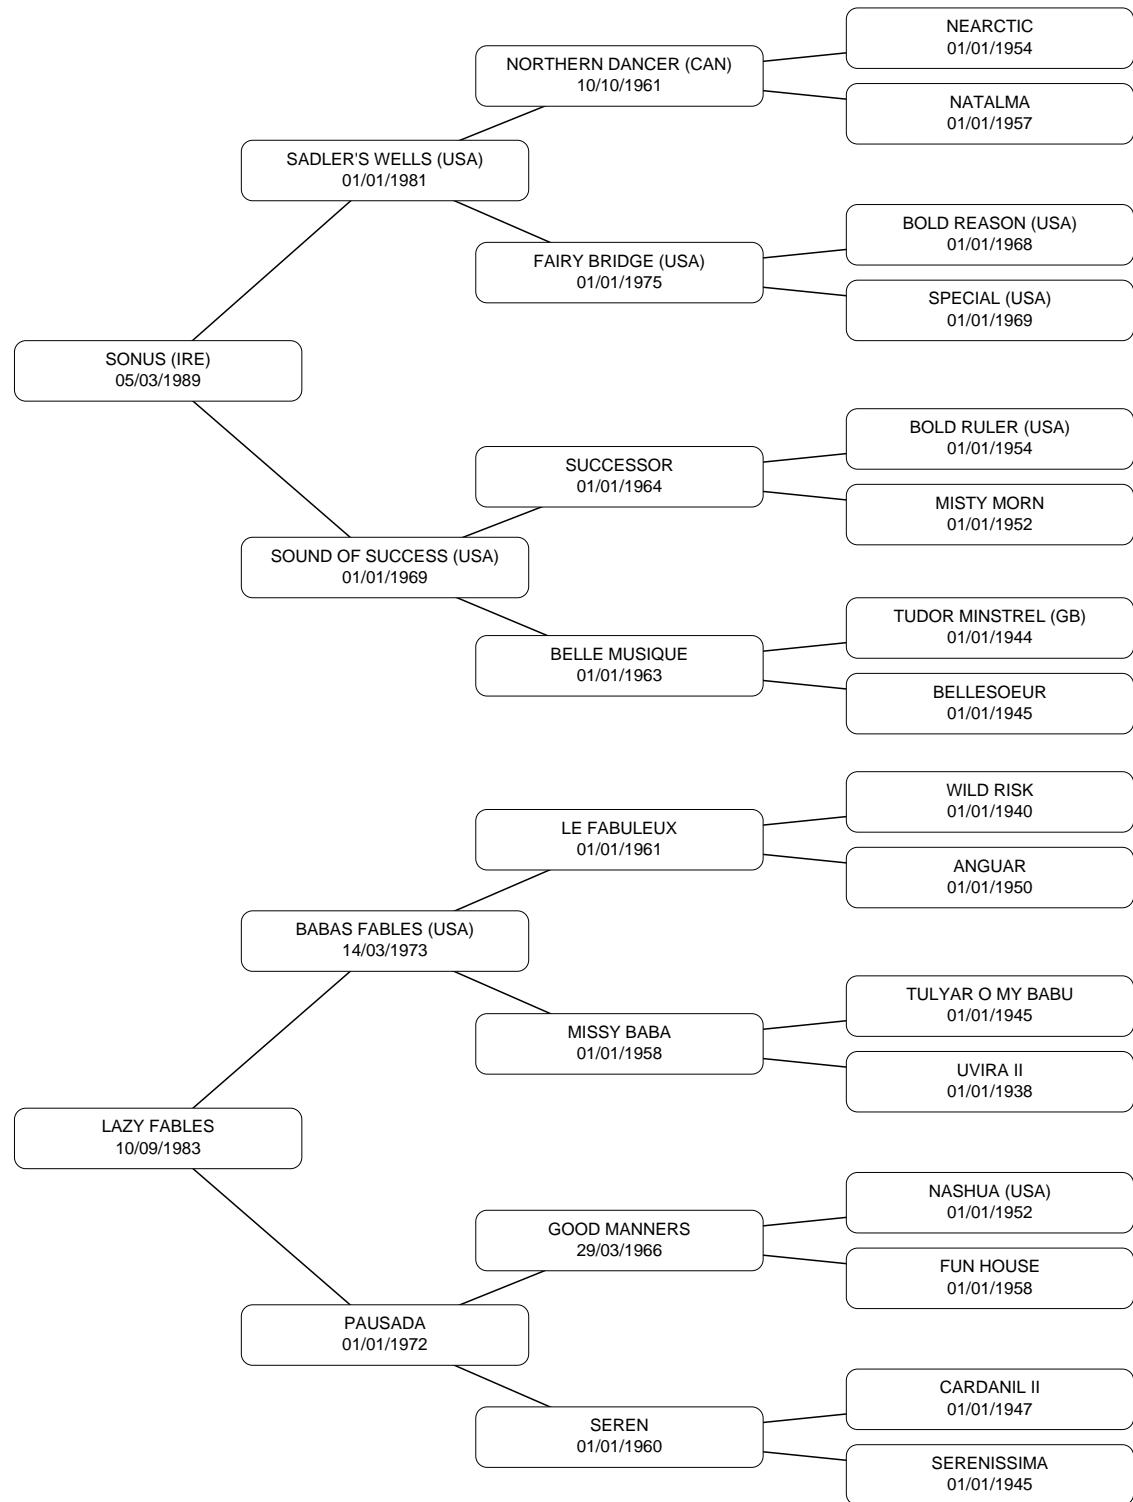 NEARCTIC
01/01/1954
NORTHERN DANCER (CAN)
10/10/1961
NATALMA
01/01/1957
SADLER'S WELLS (USA)
01/01/1981
BOLD REASON (USA)
01/01/1968
FAIRY BRIDGE (USA)
01/01/1975
SPECIAL (USA)
01/01/1969
SONUS (IRE)
05/03/1989
BOLD RULER (USA)
01/01/1954
SUCCESSOR
01/01/1964
MISTY MORN
01/01/1952
SOUND OF SUCCESS (USA)
01/01/1969
TUDOR MINSTREL (GB)
01/01/1944
BELLE MUSIQUE
01/01/1963
BELLESOEUR
01/01/1945
WILD RISK
01/01/1940
LE FABULEUX
01/01/1961
ANGUAR
01/01/1950
BABAS FABLES (USA)
14/03/1973
TULYAR O MY BABU
01/01/1945
MISSY BABA
01/01/1958
UVIRA II
01/01/1938
LAZY FABLES
10/09/1983
NASHUA (USA)
01/01/1952
GOOD MANNERS
29/03/1966
FUN HOUSE
01/01/1958
PAUSADA
01/01/1972
CARDANIL II
01/01/1947
SEREN
01/01/1960
SERENISSIMA
01/01/1945